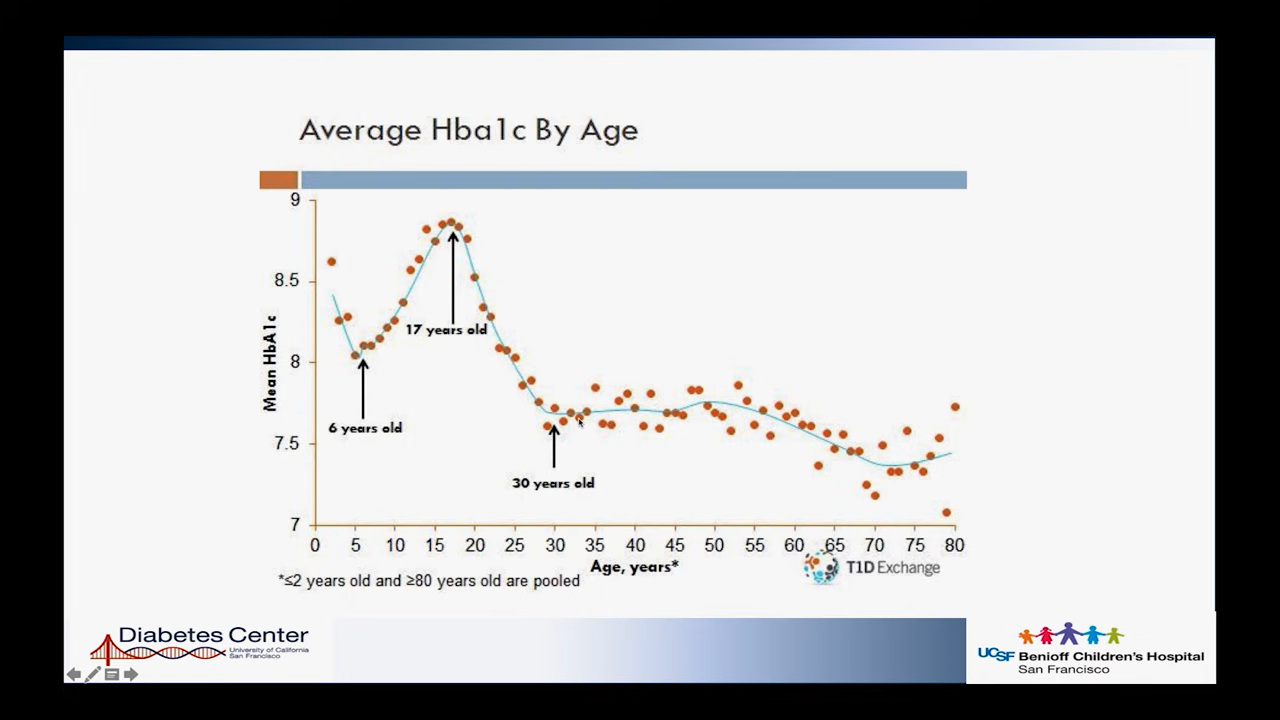 Average Hba1c By Age
9
8.5
8
7.5
7
Mean HbA1c
17 years old
6 years old
30 years old
0 5 10 15 20 25 30 35 40 45 50 55 60 65 70 75 80
Age, years*
*≤2 years old and ≥80 years old are pooled
T1D Exchange
Diabetes Center
University of California
San Francisco
UCSF Benioff Children's Hospital
San Francisco